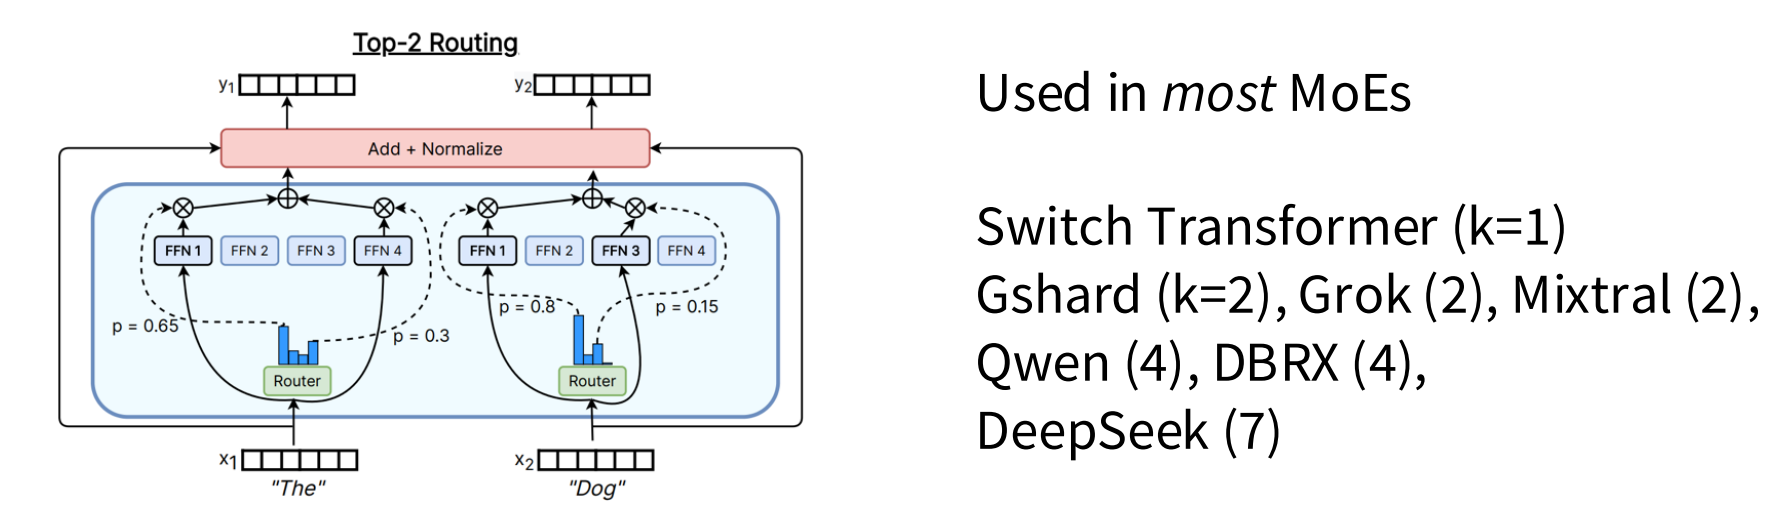 Top-2 Routing
y1 y2
Add + Normalize
FFN 1 FFN 2 FFN 3 FFN 4 FFN 1 FFN 2 FFN 3 FFN 4
p = 0.65 p = 0.3 p = 0.8 p = 0.15
Router Router
x1 x2
"The" "Dog"
Used in most MoEs
Switch Transformer (k=1)
Gshard (k=2), Grok (2), Mixtral (2),
Qwen (4), DBRX (4),
DeepSeek (7)